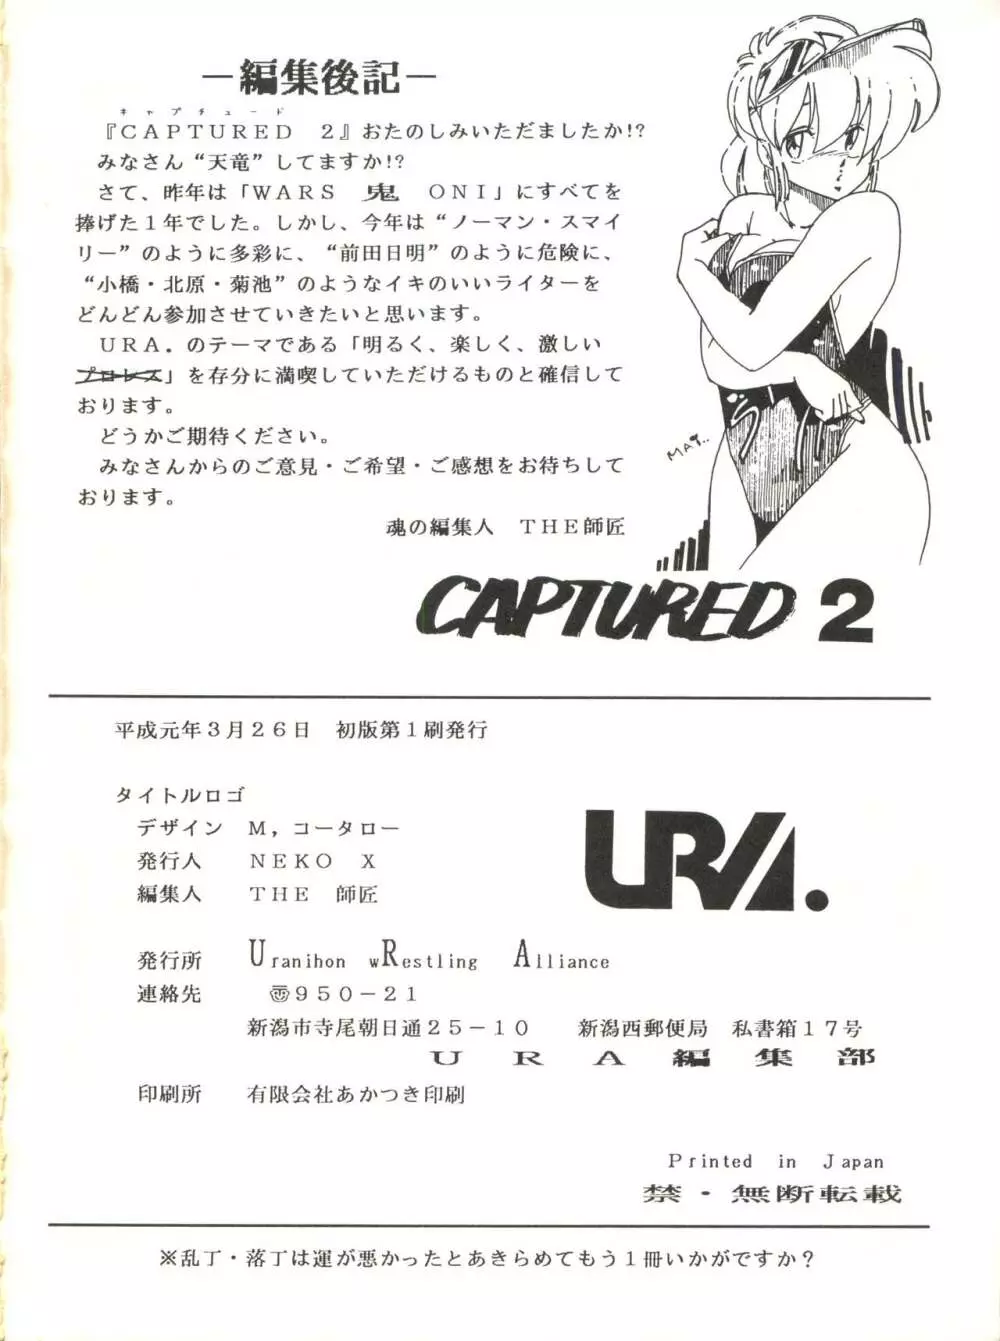 －編集後記－
キャプチュード
『CAPTURED 2』おたのしみいただましたか!?
みなさん“天竜”してますか!?
さて、昨年は「WARS 鬼 ONI」にすべてを
捧げた1年でした。しかし、今年は“ノーマン・スマイ
リー”のように多彩に、“前田日明”のように危険に、
“小橋・北原・菊池”のようなイキのいいライターを
どんどん参加させていきたいと思います。
URA.のテーマである「明るく、楽しく、激しい
プロレス」を存分に満喫していただけるものと確信して
おります。
どうかご期待ください。
みなさんからのご意見・ご希望・ご感想をお待ちして
おります。
魂の編集人 THE師匠
MAT..
CAPTURED 2
平成元年3月26日 初版第1刷発行
タイトルロゴ
デザイン M,コータロー
発行人 NEKO X
編集人 THE 師匠
URA.
発行所 Uranihon wRestling Alliance
連絡先 〠950-21
新潟市寺尾朝日通25-10 新潟西郵便局 私書箱17号
URA編集部
印刷所 有限会社あかつき印刷
Printed in Japan
禁・無断転載
※乱丁・落丁は運が悪かったとあきらめてもう1冊いかがですか?